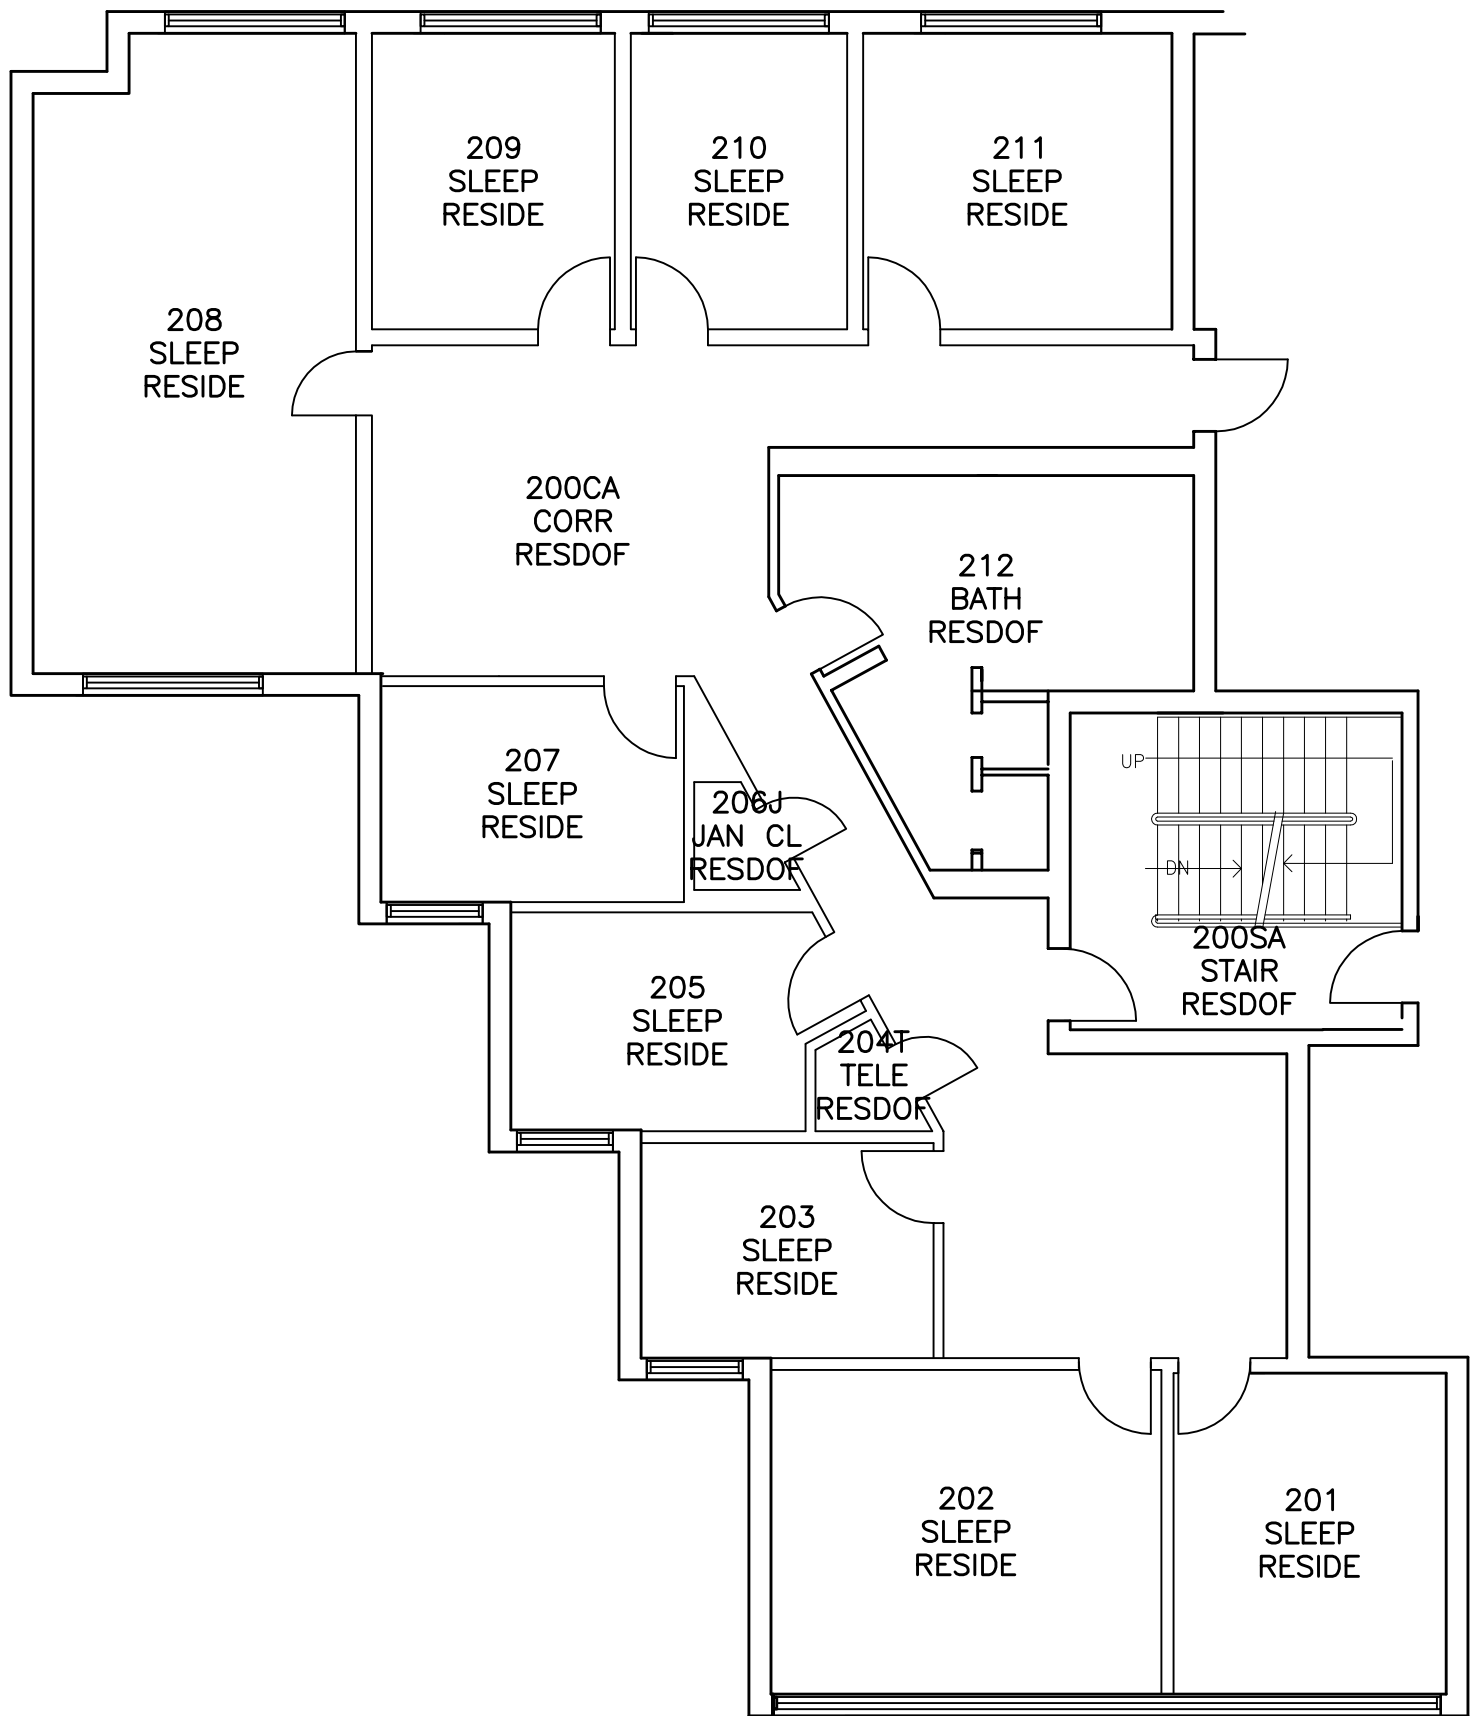 209
SLEEP
RESIDE
210
SLEEP
RESIDE
211
SLEEP
RESIDE
208
SLEEP
RESIDE
200CA
CORR
RESDOF
212
BATH
RESDOF
207
SLEEP
RESIDE
206J
JAN CL
RESDOF
UP
DN
200SA
STAIR
RESDOF
205
SLEEP
RESIDE
204T
TELE
RESDOF
203
SLEEP
RESIDE
202
SLEEP
RESIDE
201
SLEEP
RESIDE